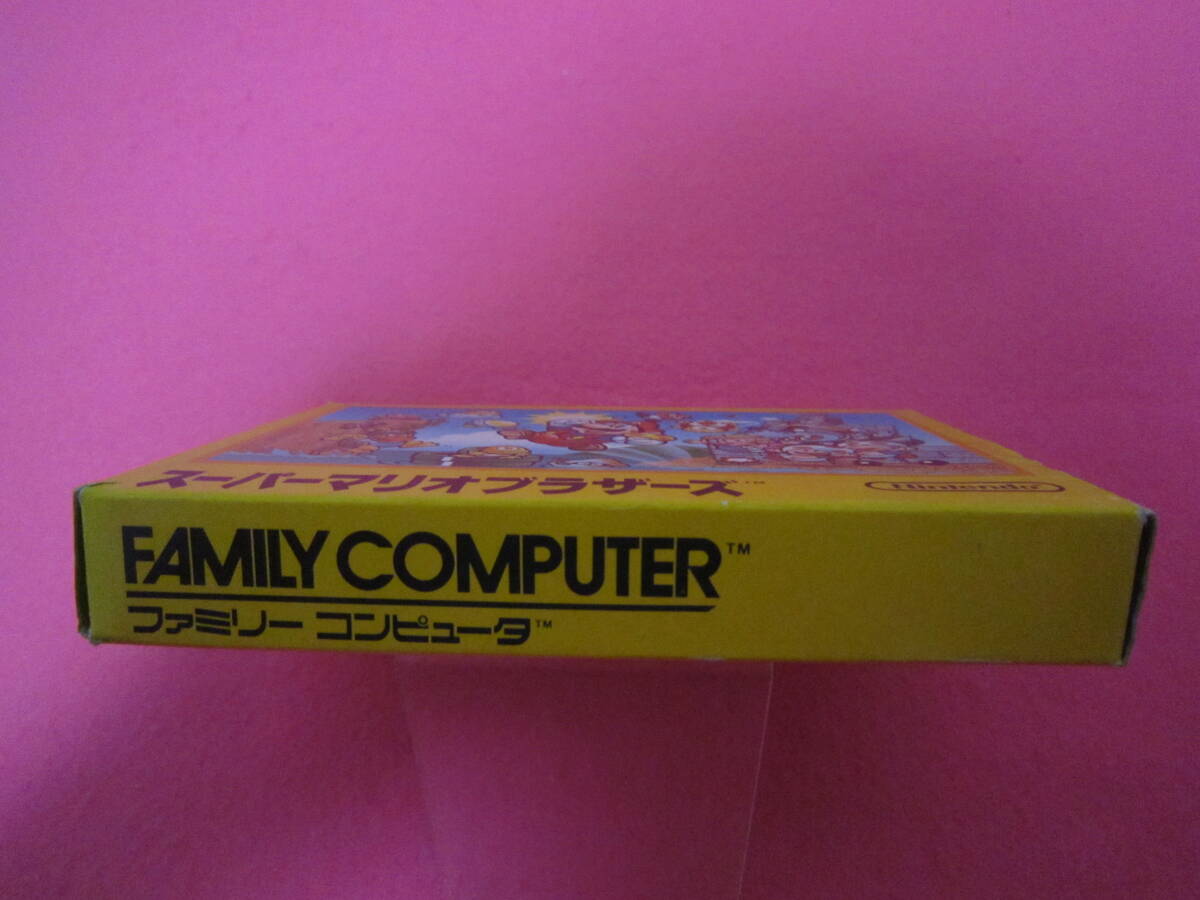 スーパーマリオブラザーズ™
Nintendo
FAMILY COMPUTER™
ファミリー コンピュータ™